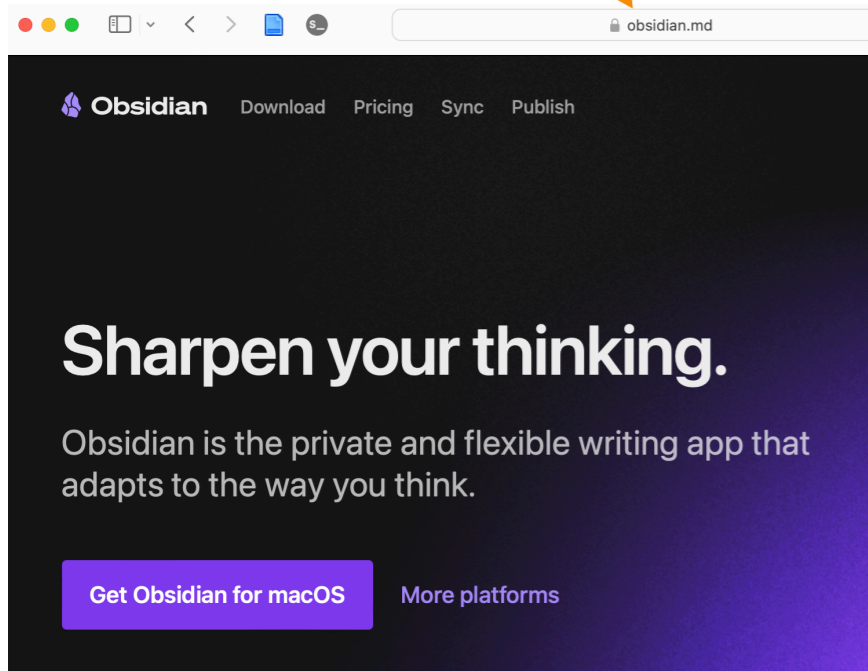 S_
obsidian.md
Obsidian Download Pricing Sync Publish
Sharpen your thinking.
Obsidian is the private and flexible writing app that
adapts to the way you think.
Get Obsidian for macOS More platforms